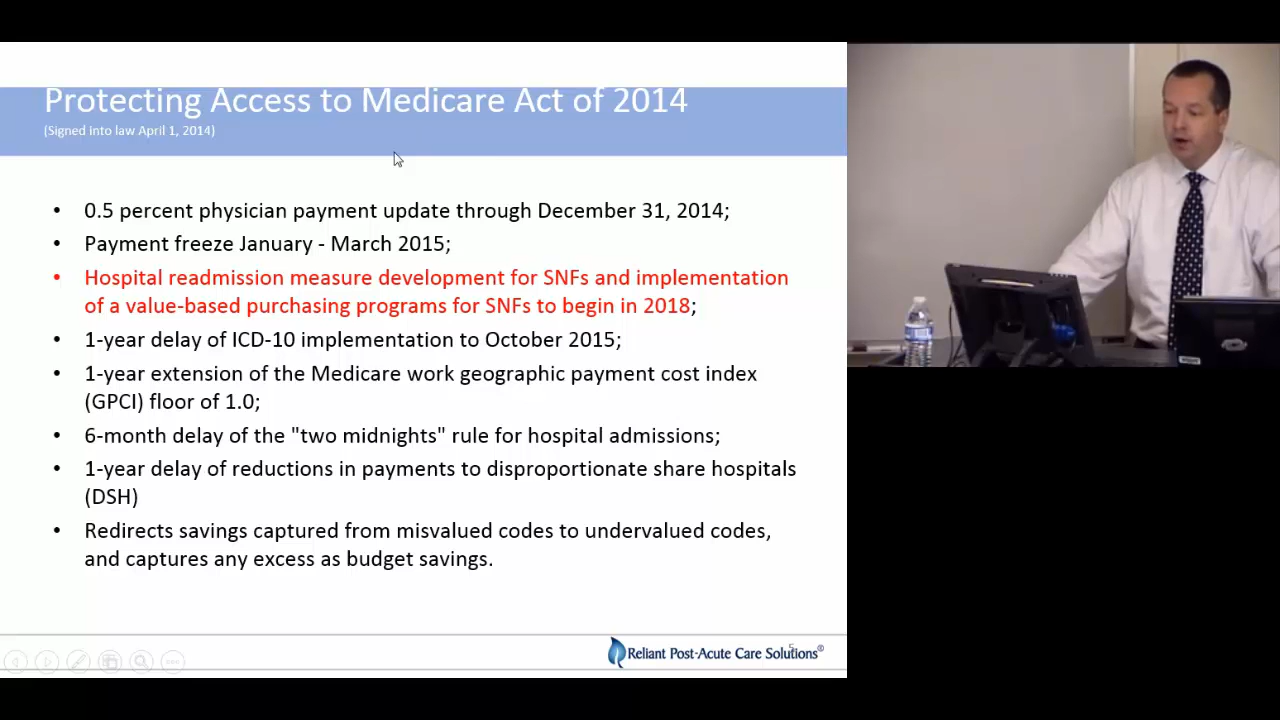 Protecting Access to Medicare Act of 2014
(Signed into law April 1, 2014)
• 0.5 percent physician payment update through December 31, 2014;
• Payment freeze January - March 2015;
• Hospital readmission measure development for SNFs and implementation
of a value-based purchasing programs for SNFs to begin in 2018;
• 1-year delay of ICD-10 implementation to October 2015;
• 1-year extension of the Medicare work geographic payment cost index
(GPCI) floor of 1.0;
• 6-month delay of the "two midnights" rule for hospital admissions;
• 1-year delay of reductions in payments to disproportionate share hospitals
(DSH)
• Redirects savings captured from misvalued codes to undervalued codes,
and captures any excess as budget savings.
Reliant Post-Acute Care Solutions®
5